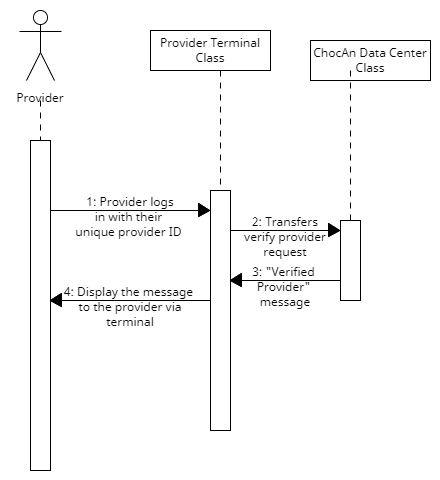 Provider Terminal
Class
ChocAn Data Center
Class
Provider
1: Provider logs
in with their
unique provider ID
2: Transfers
verify provider
request
3: "Verified
Provider"
message
4: Display the message
to the provider via
terminal